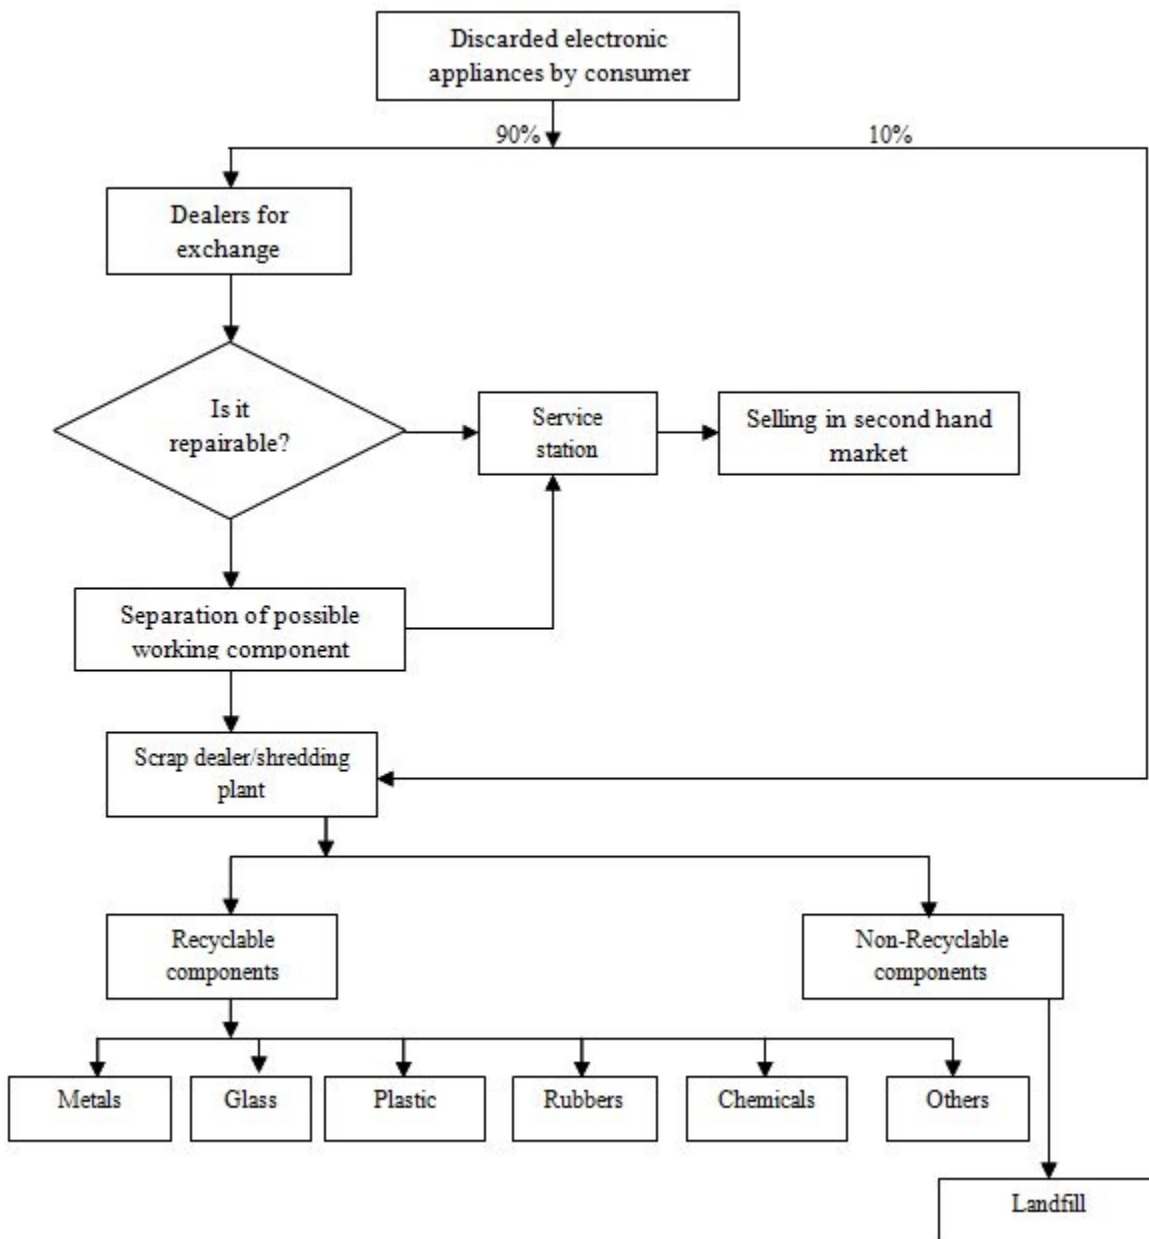 Discarded electronic
appliances by consumer
90%
10%
Dealers for
exchange
Is it
repairable?
Service
station
Selling in second hand
market
Separation of possible
working component
Scrap dealer/shredding
plant
Recyclable
components
Non-Recyclable
components
Metals
Glass
Plastic
Rubbers
Chemicals
Others
Landfill